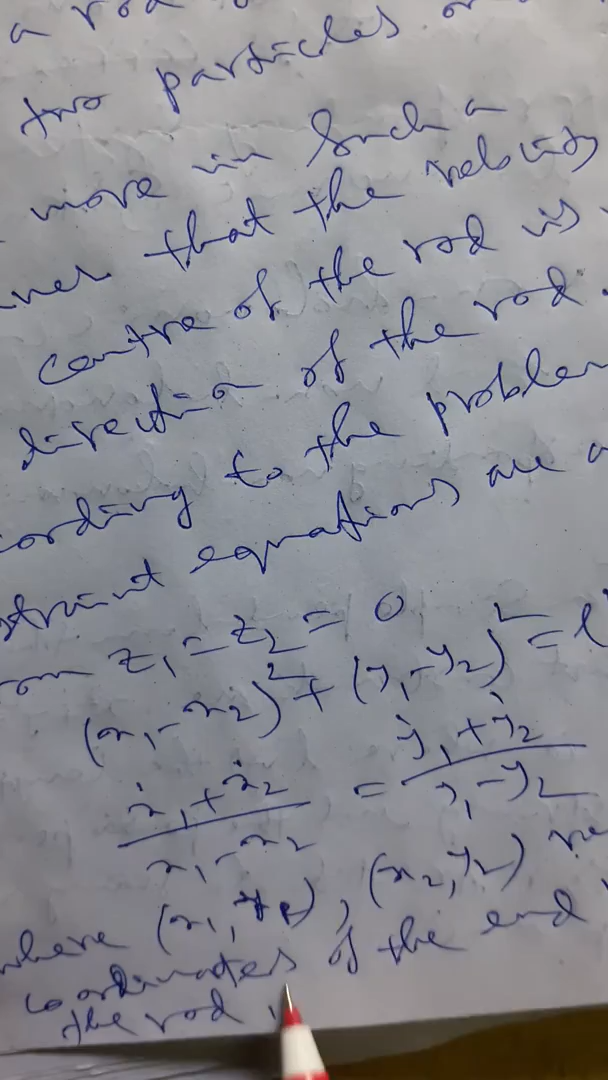 a rod
two particles
move in such a
that the velocity
centre of the rod is
direction of the rod.
to the problem
equations are
z₁ = z₂ = 0
(x₁ - x₂)² + (y₁ - y₂)² = l
(ẋ₁ + ẋ₂)/(x₁ - x₂) = (ẏ₁ + ẏ₂)/(y₁ - y₂)
where (x₁, y₁), (x₂, y₂)
coordinates of the end
the rod